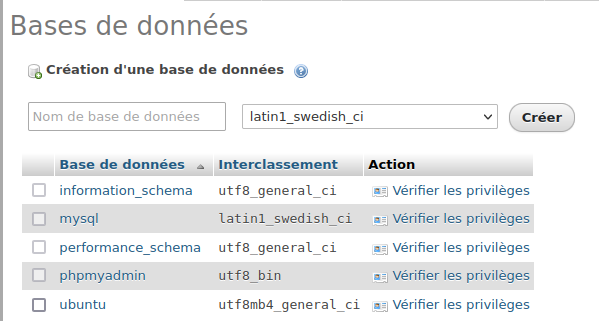 Bases de données
Création d'une base de données
Nom de base de données latin1_swedish_ci Créer
Base de données Interclassement Action
information_schema utf8_general_ci Vérifier les privilèges
mysql latin1_swedish_ci Vérifier les privilèges
performance_schema utf8_general_ci Vérifier les privilèges
phpmyadmin utf8_bin Vérifier les privilèges
ubuntu utf8mb4_general_ci Vérifier les privilèges